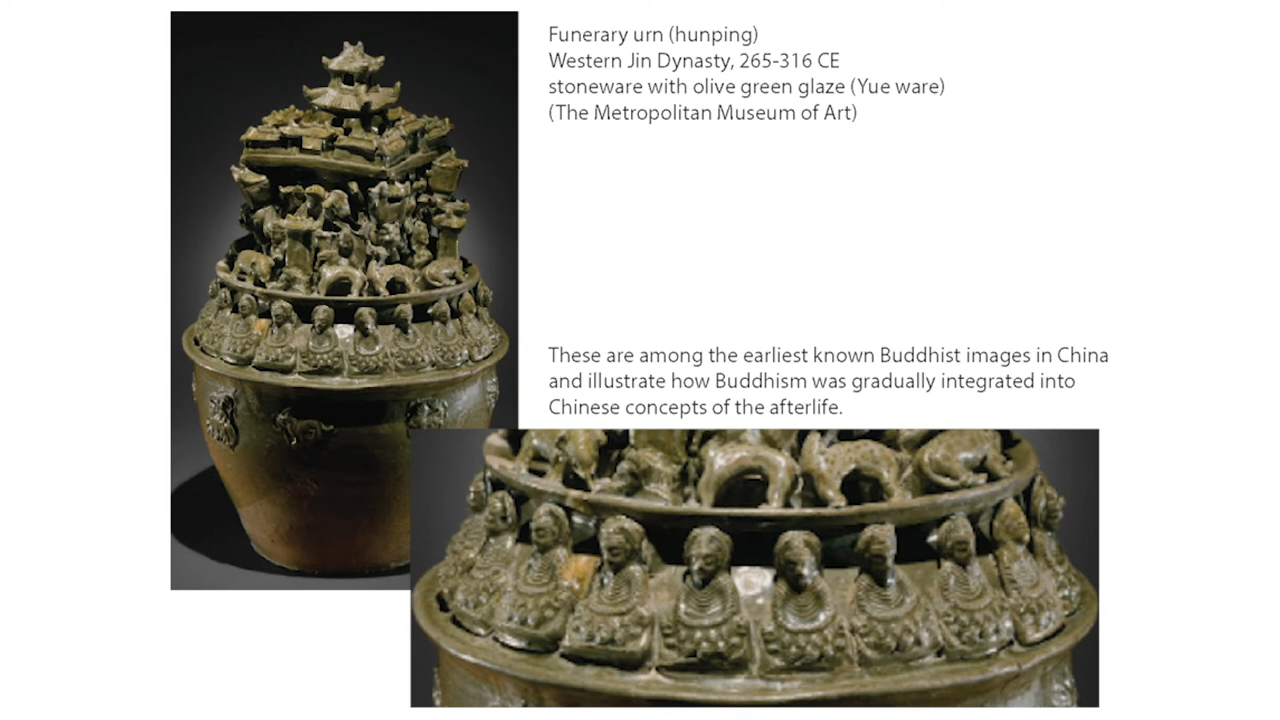 Funerary urn (hunping)
Western Jin Dynasty, 265-316 CE
stoneware with olive green glaze (Yue ware)
(The Metropolitan Museum of Art)
These are among the earliest known Buddhist images in China
and illustrate how Buddhism was gradually integrated into
Chinese concepts of the afterlife.